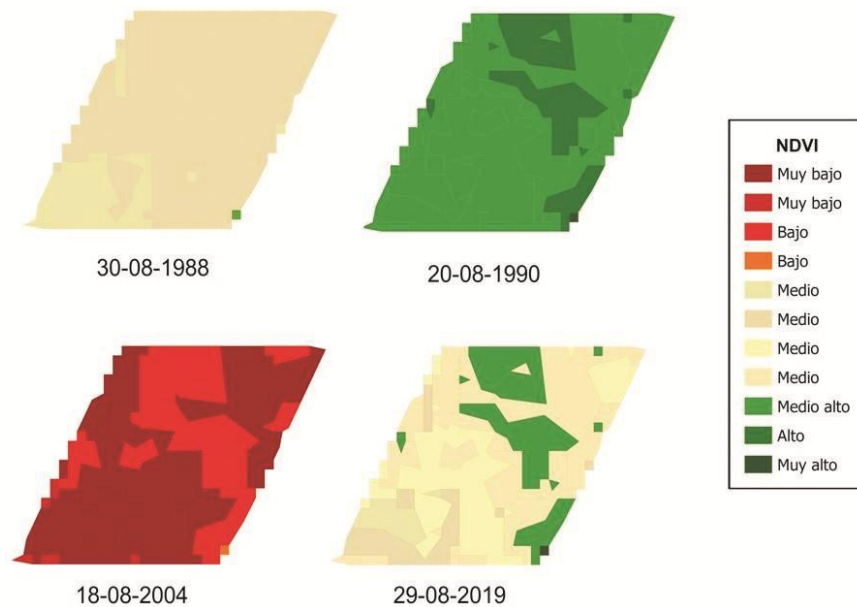 30-08-1988
20-08-1990
18-08-2004
29-08-2019
NDVI
Muy bajo
Muy bajo
Bajo
Bajo
Medio
Medio
Medio
Medio
Medio alto
Alto
Muy alto